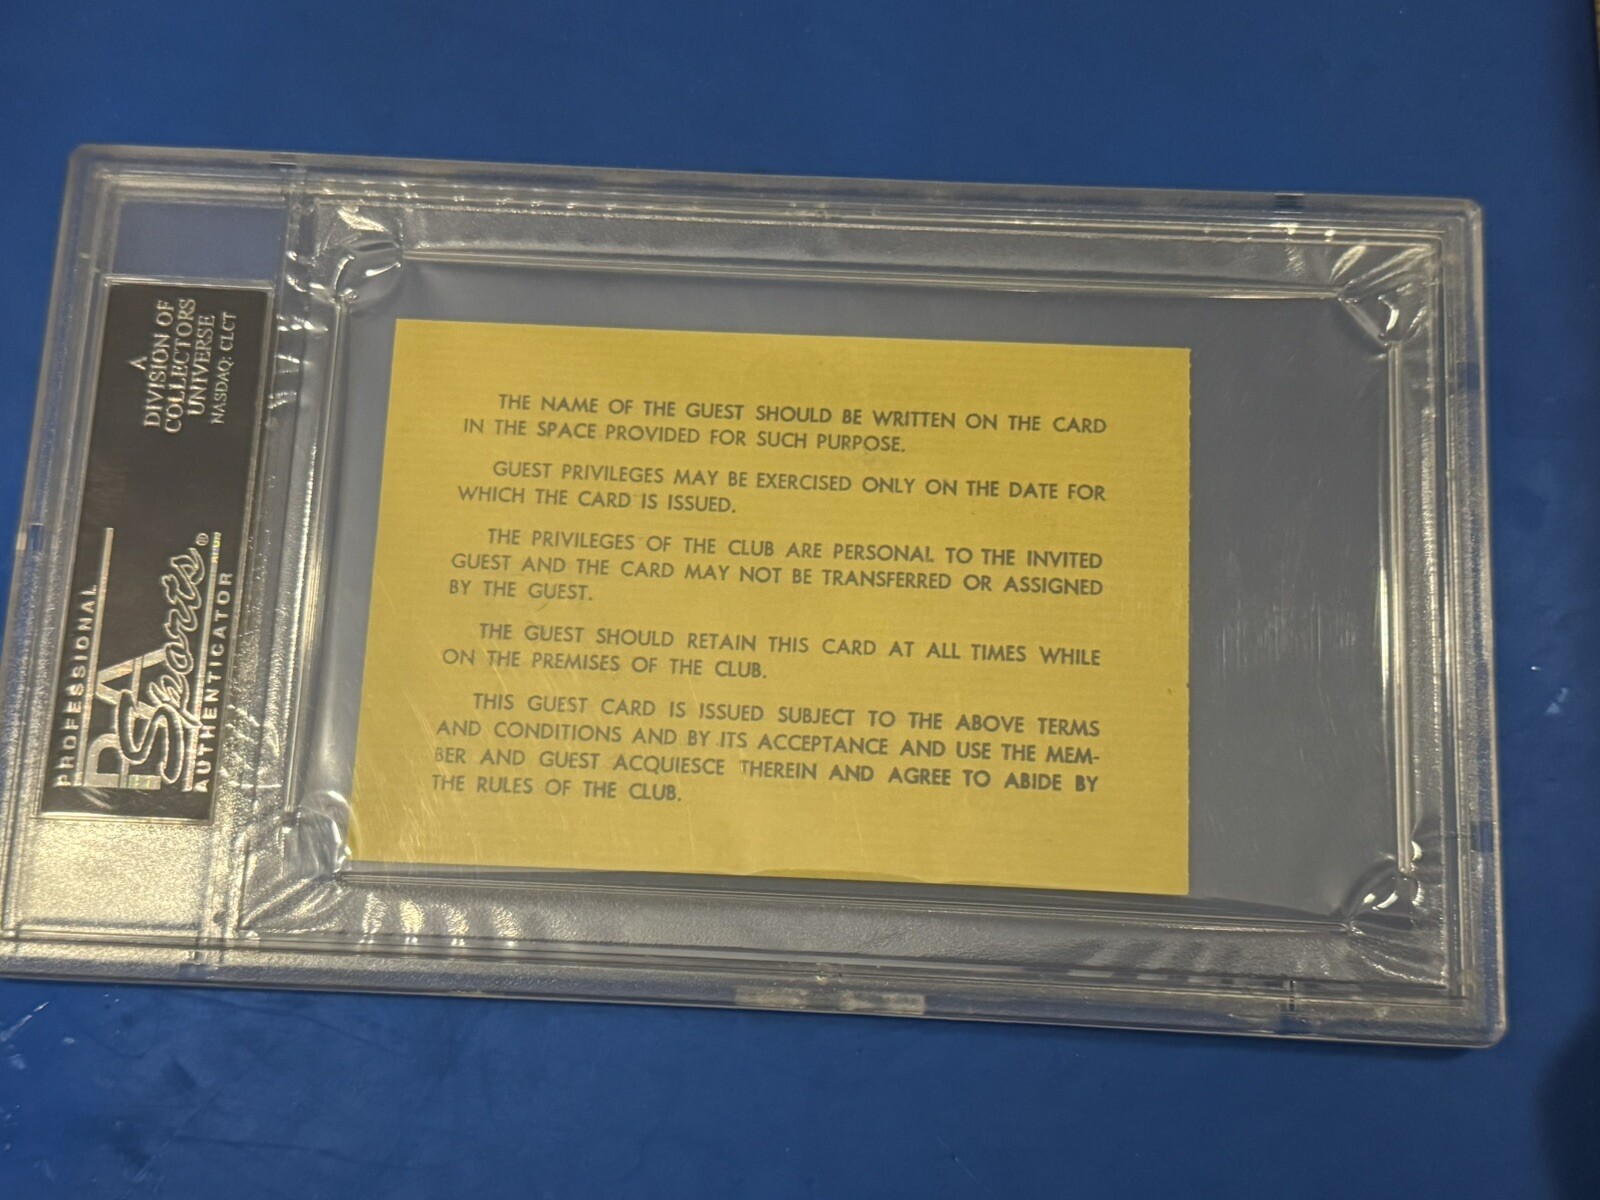 A
DIVISION OF
COLLECTORS
UNIVERSE
NASDAQ: CLCT
PROFESSIONAL
PSA
Sports®
AUTHENTICATOR
THE NAME OF THE GUEST SHOULD BE WRITTEN ON THE CARD
IN THE SPACE PROVIDED FOR SUCH PURPOSE.
GUEST PRIVILEGES MAY BE EXERCISED ONLY ON THE DATE FOR
WHICH THE CARD IS ISSUED.
THE PRIVILEGES OF THE CLUB ARE PERSONAL TO THE INVITED
GUEST AND THE CARD MAY NOT BE TRANSFERRED OR ASSIGNED
BY THE GUEST.
THE GUEST SHOULD RETAIN THIS CARD AT ALL TIMES WHILE
ON THE PREMISES OF THE CLUB.
THIS GUEST CARD IS ISSUED SUBJECT TO THE ABOVE TERMS
AND CONDITIONS AND BY ITS ACCEPTANCE AND USE THE MEM-
BER AND GUEST ACQUIESCE THEREIN AND AGREE TO ABIDE BY
THE RULES OF THE CLUB.